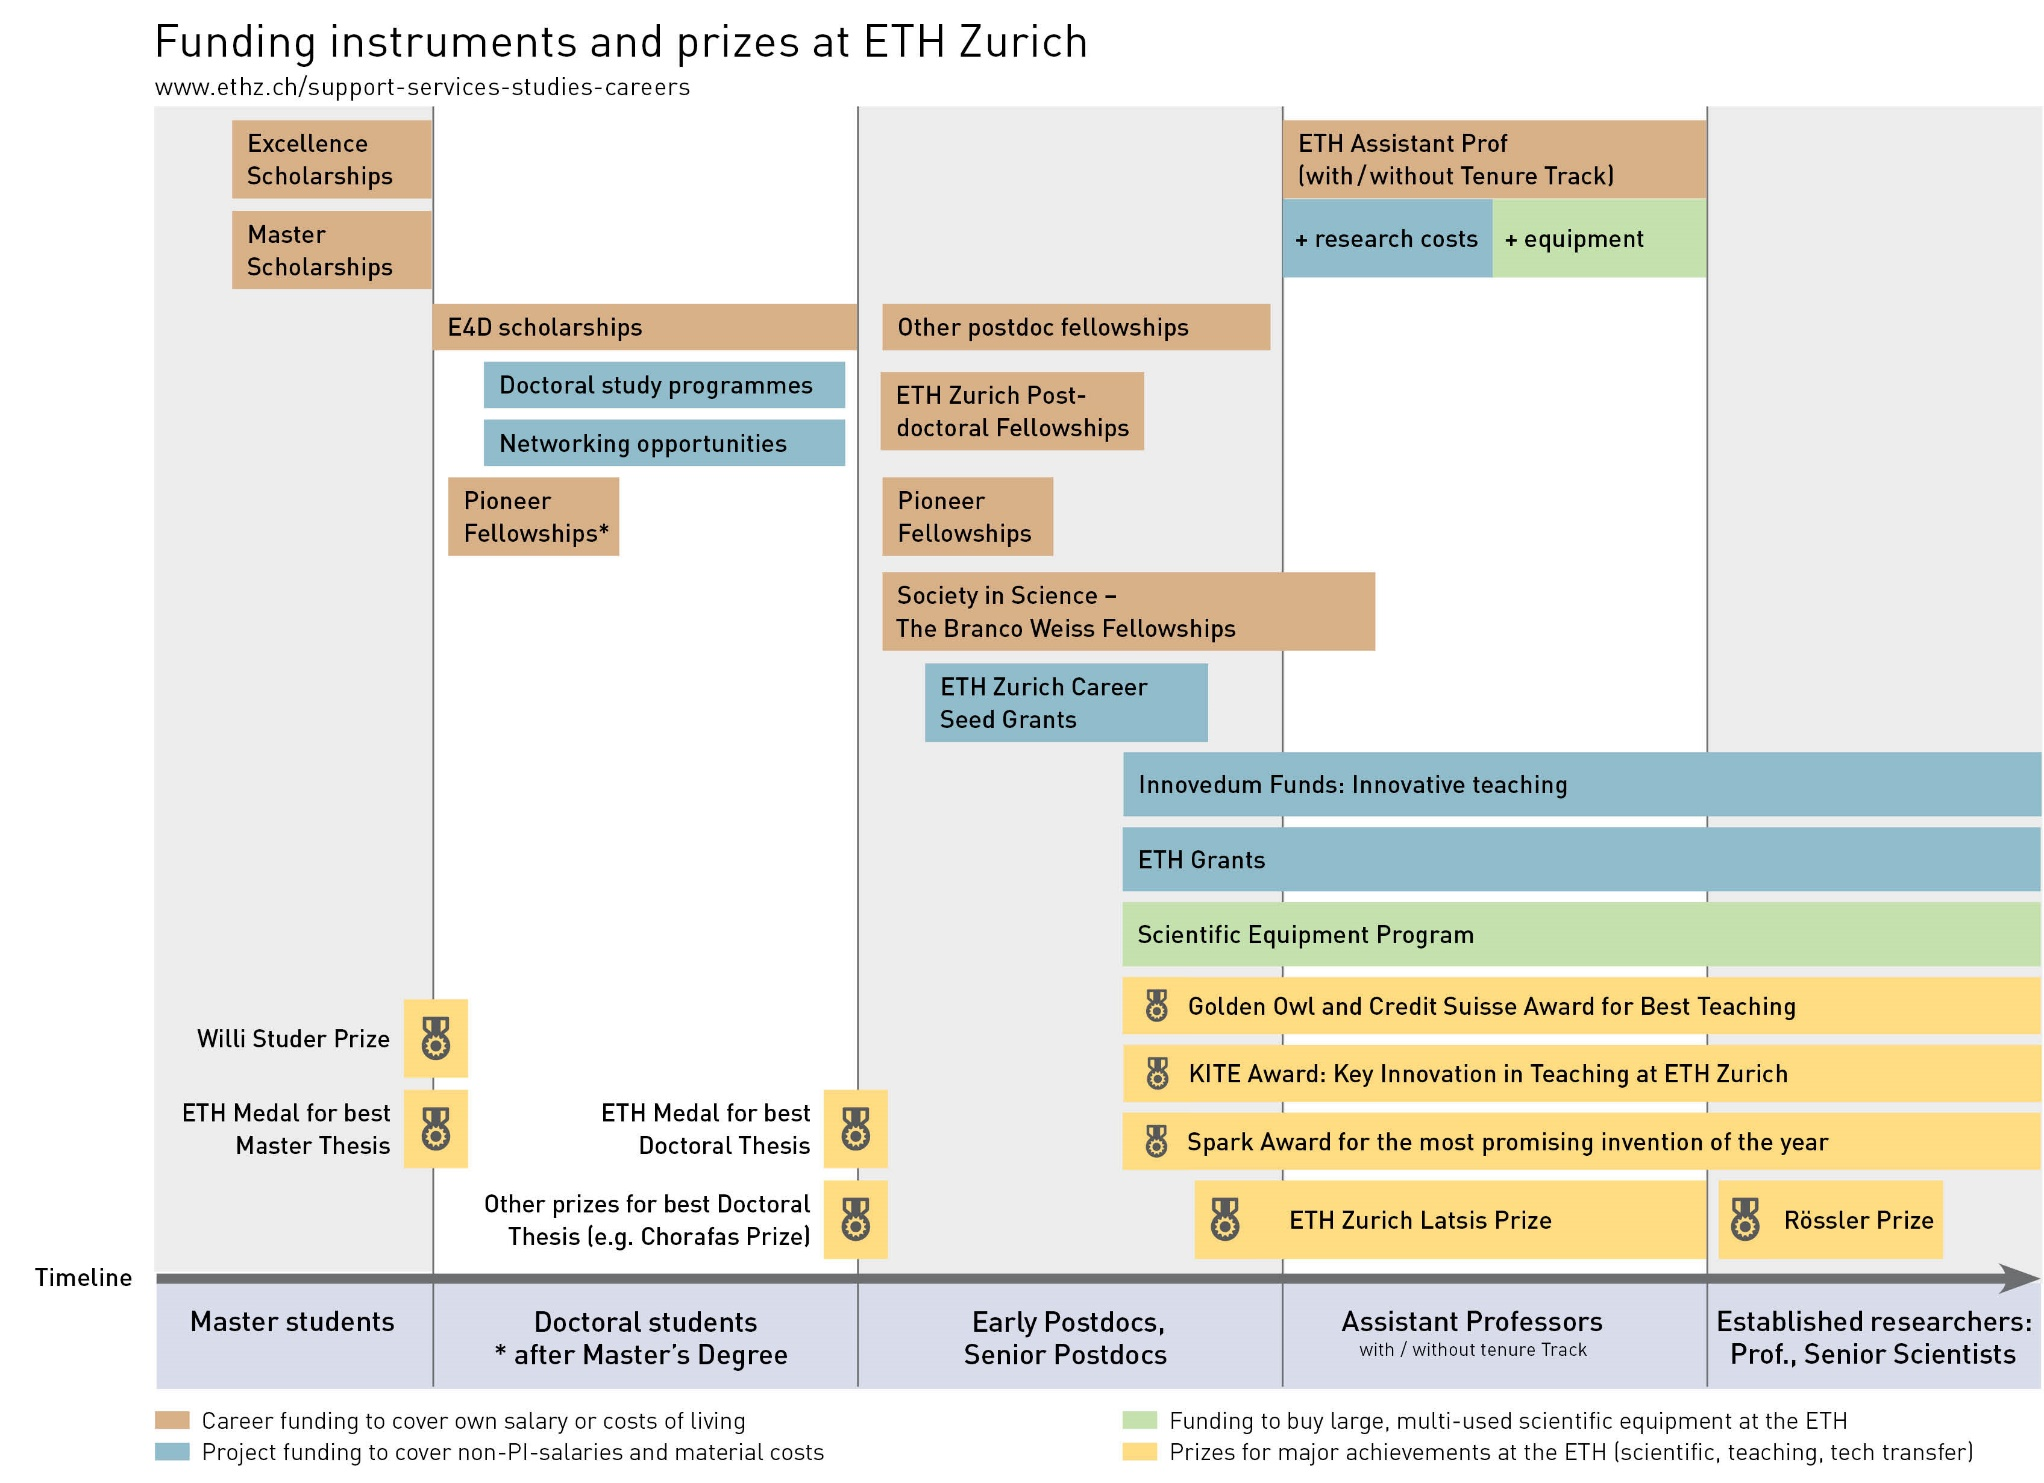 Funding instruments and prizes at ETH Zurich
www.ethz.ch/support-services-studies-careers
Excellence
Scholarships
Master
Scholarships
ETH Assistant Prof
(with/without Tenure Track)
+ research costs
+ equipment
E4D scholarships
Other postdoc fellowships
Doctoral study programmes
Networking opportunities
ETH Zurich Post-
doctoral Fellowships
Pioneer
Fellowships*
Pioneer
Fellowships
Society in Science –
The Branco Weiss Fellowships
ETH Zurich Career
Seed Grants
Innovedum Funds: Innovative teaching
ETH Grants
Scientific Equipment Program
Golden Owl and Credit Suisse Award for Best Teaching
KITE Award: Key Innovation in Teaching at ETH Zurich
Spark Award for the most promising invention of the year
Willi Studer Prize
ETH Medal for best
Master Thesis
ETH Medal for best
Doctoral Thesis
Other prizes for best Doctoral
Thesis (e.g. Chorafas Prize)
ETH Zurich Latsis Prize
Rössler Prize
Timeline
Master students
Doctoral students
* after Master’s Degree
Early Postdocs,
Senior Postdocs
Assistant Professors
with / without tenure Track
Established researchers:
Prof., Senior Scientists
Career funding to cover own salary or costs of living
Project funding to cover non-PI-salaries and material costs
Funding to buy large, multi-used scientific equipment at the ETH
Prizes for major achievements at the ETH (scientific, teaching, tech transfer)